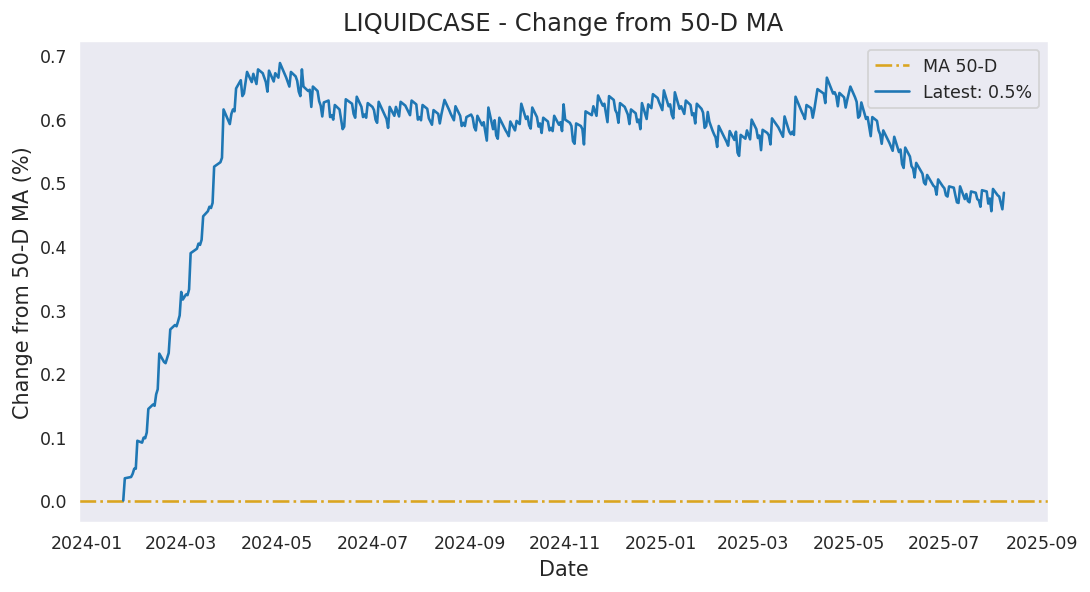 LIQUIDCASE - Change from 50-D MA
MA 50-D
Latest: 0.5%
Change from 50-D MA (%)
0.7
0.6
0.5
0.4
0.3
0.2
0.1
0.0
2024-01 2024-03 2024-05 2024-07 2024-09 2024-11 2025-01 2025-03 2025-05 2025-07 2025-09
Date